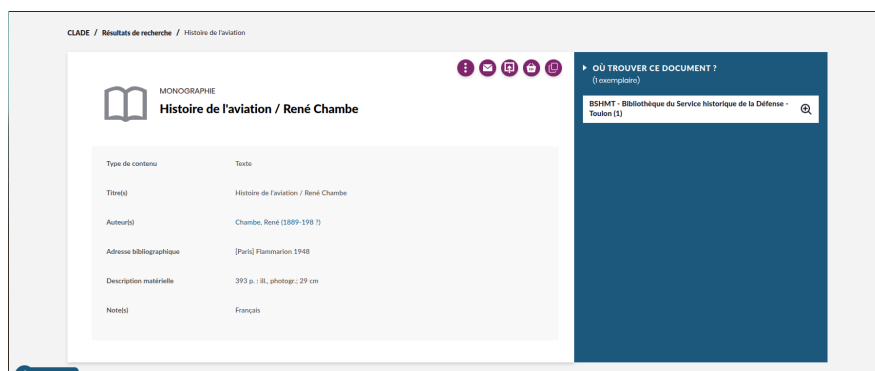 CLADE / Résultats de recherche / Histoire de l'aviation
MONOGRAPHIE
Histoire de l'aviation / René Chambe
Type de contenu Texte
Titre(s) Histoire de l'aviation / René Chambe
Auteur(s) Chambe, René (1889-198 ?)
Adresse bibliographique [Paris] Flammarion 1948
Description matérielle 393 p. : ill., photogr.; 29 cm
Note(s) Français
OÙ TROUVER CE DOCUMENT ?
(1 exemplaire)
BSHMT - Bibliothèque du Service historique de la Défense -
Toulon (1)